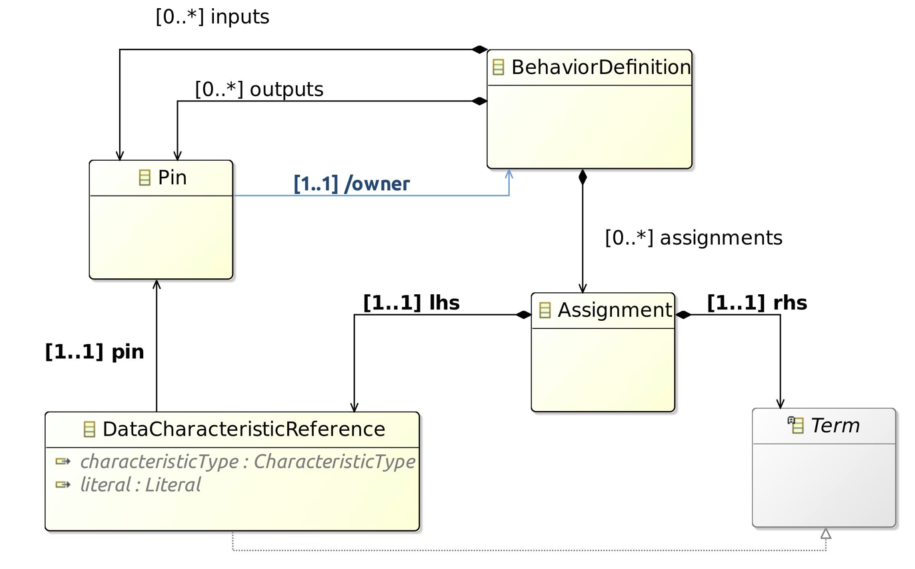 [0..*] inputs
BehaviorDefinition
[0..*] outputs
Pin
[1..1] /owner
[0..*] assignments
[1..1] lhs
Assignment
[1..1] rhs
[1..1] pin
DataCharacteristicReference
characteristicType : CharacteristicType
literal : Literal
Term